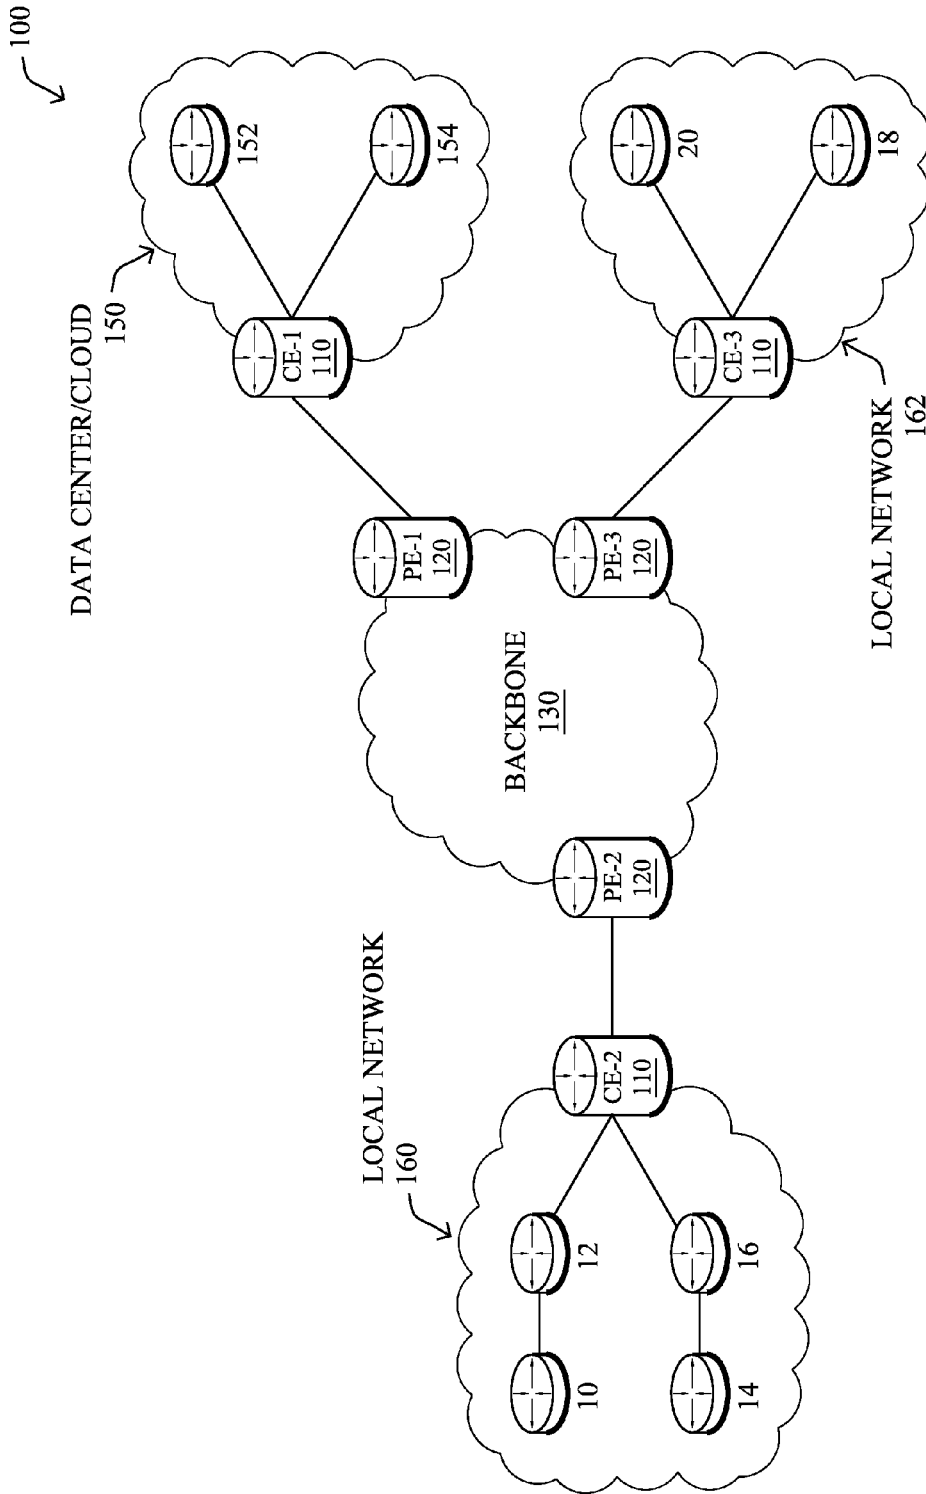 100
DATA CENTER/CLOUD
150
152
154
CE-1
110
PE-1
120
BACKBONE
130
PE-3
120
PE-2
120
CE-3
110
20
18
LOCAL NETWORK
162
LOCAL NETWORK
160
CE-2
110
12
10
16
14